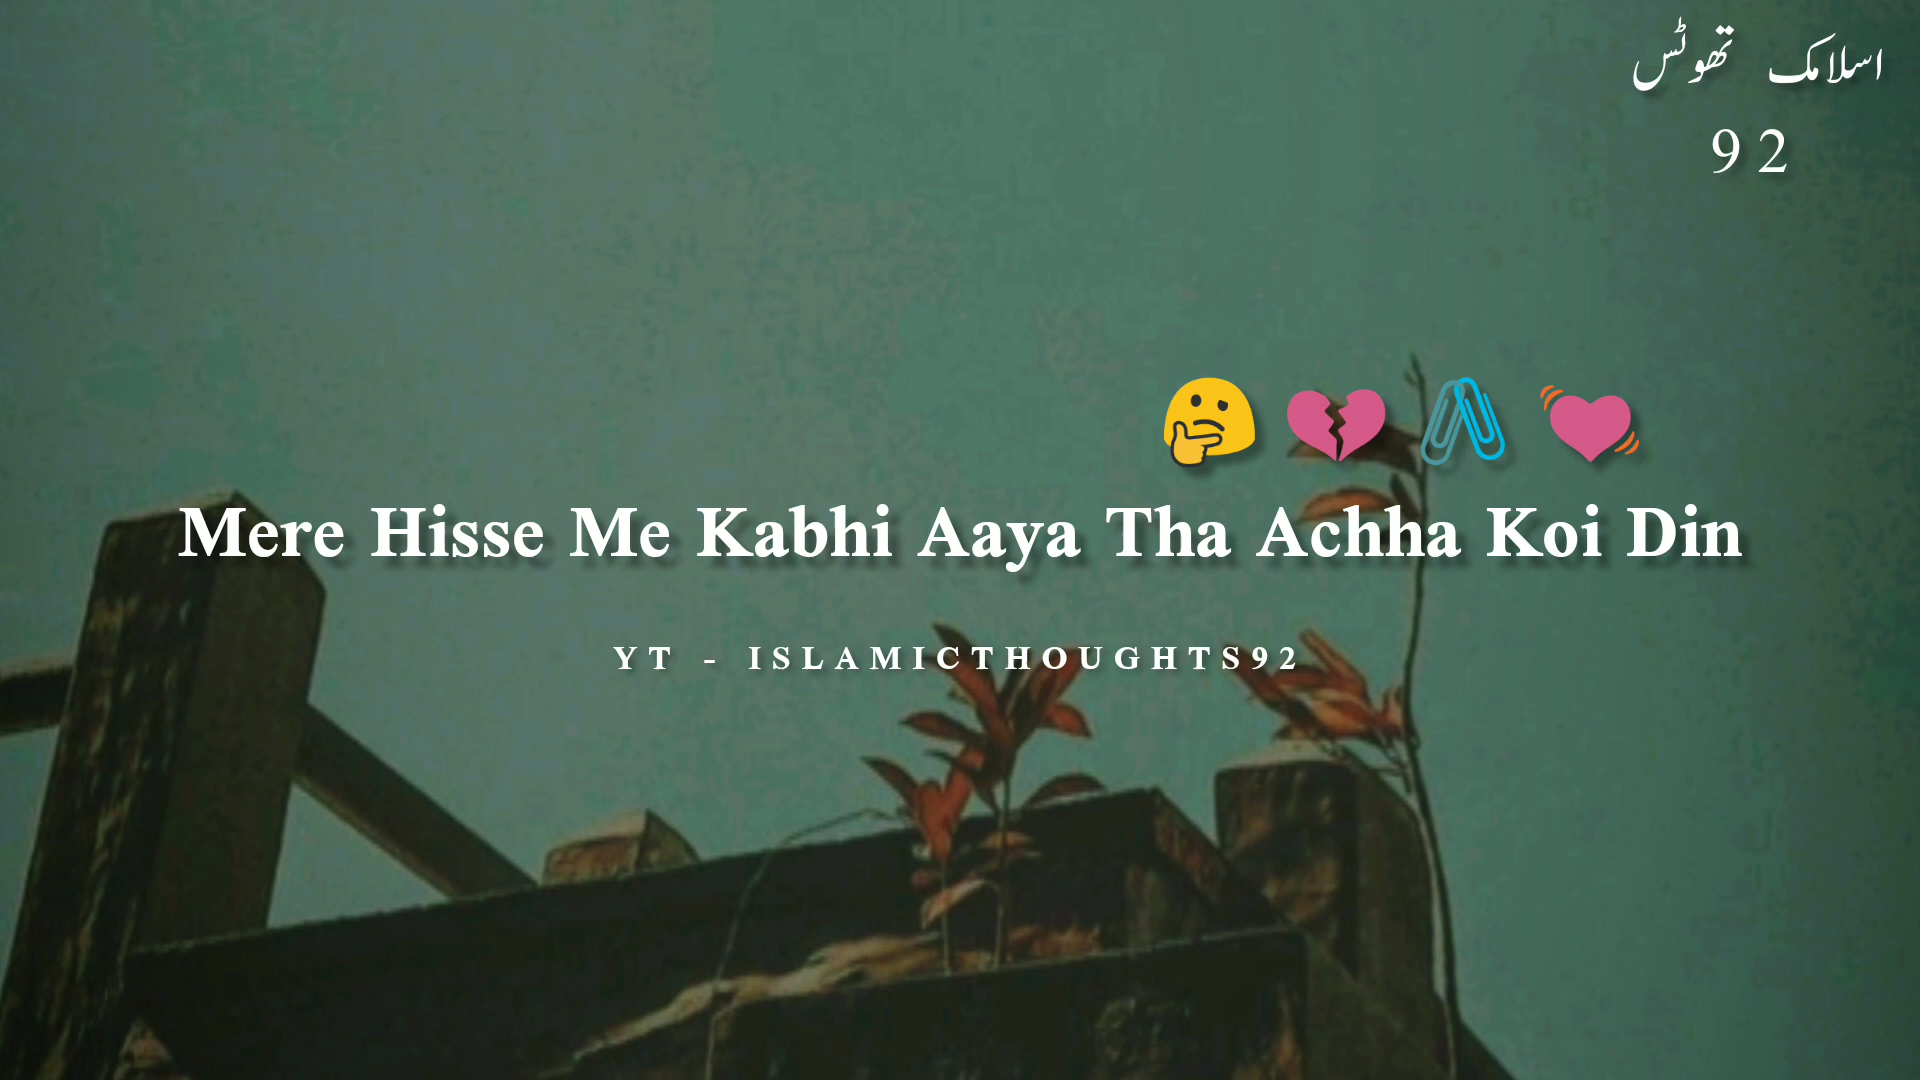 اسلامک تھوٹس
92
🤔 💔 🖇 💓
Mere Hisse Me Kabhi Aaya Tha Achha Koi Din
YT - ISLAMICTHOUGHTS92